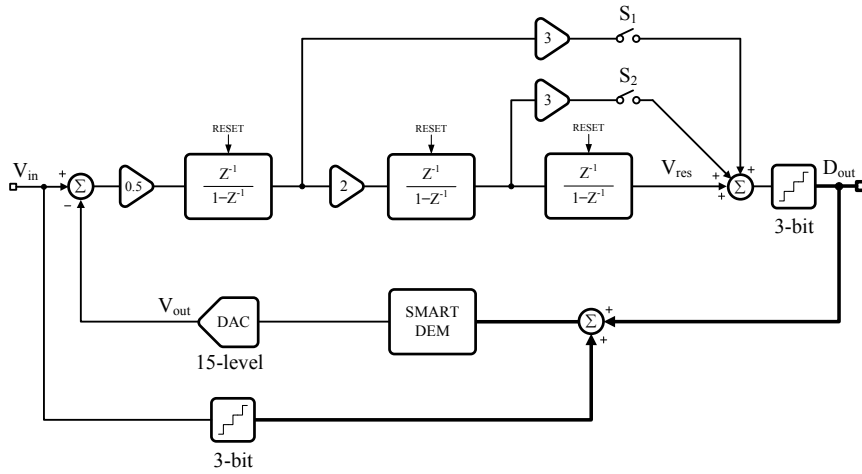 S1
3
S2
3
RESET
RESET
RESET
Vin
+
Σ
−
0.5
Z-1
1−Z-1
2
Z-1
1−Z-1
Z-1
1−Z-1
Vres
+
+
+
Σ
Dout
3-bit
Vout
DAC
15-level
SMART
DEM
+
Σ
+
3-bit